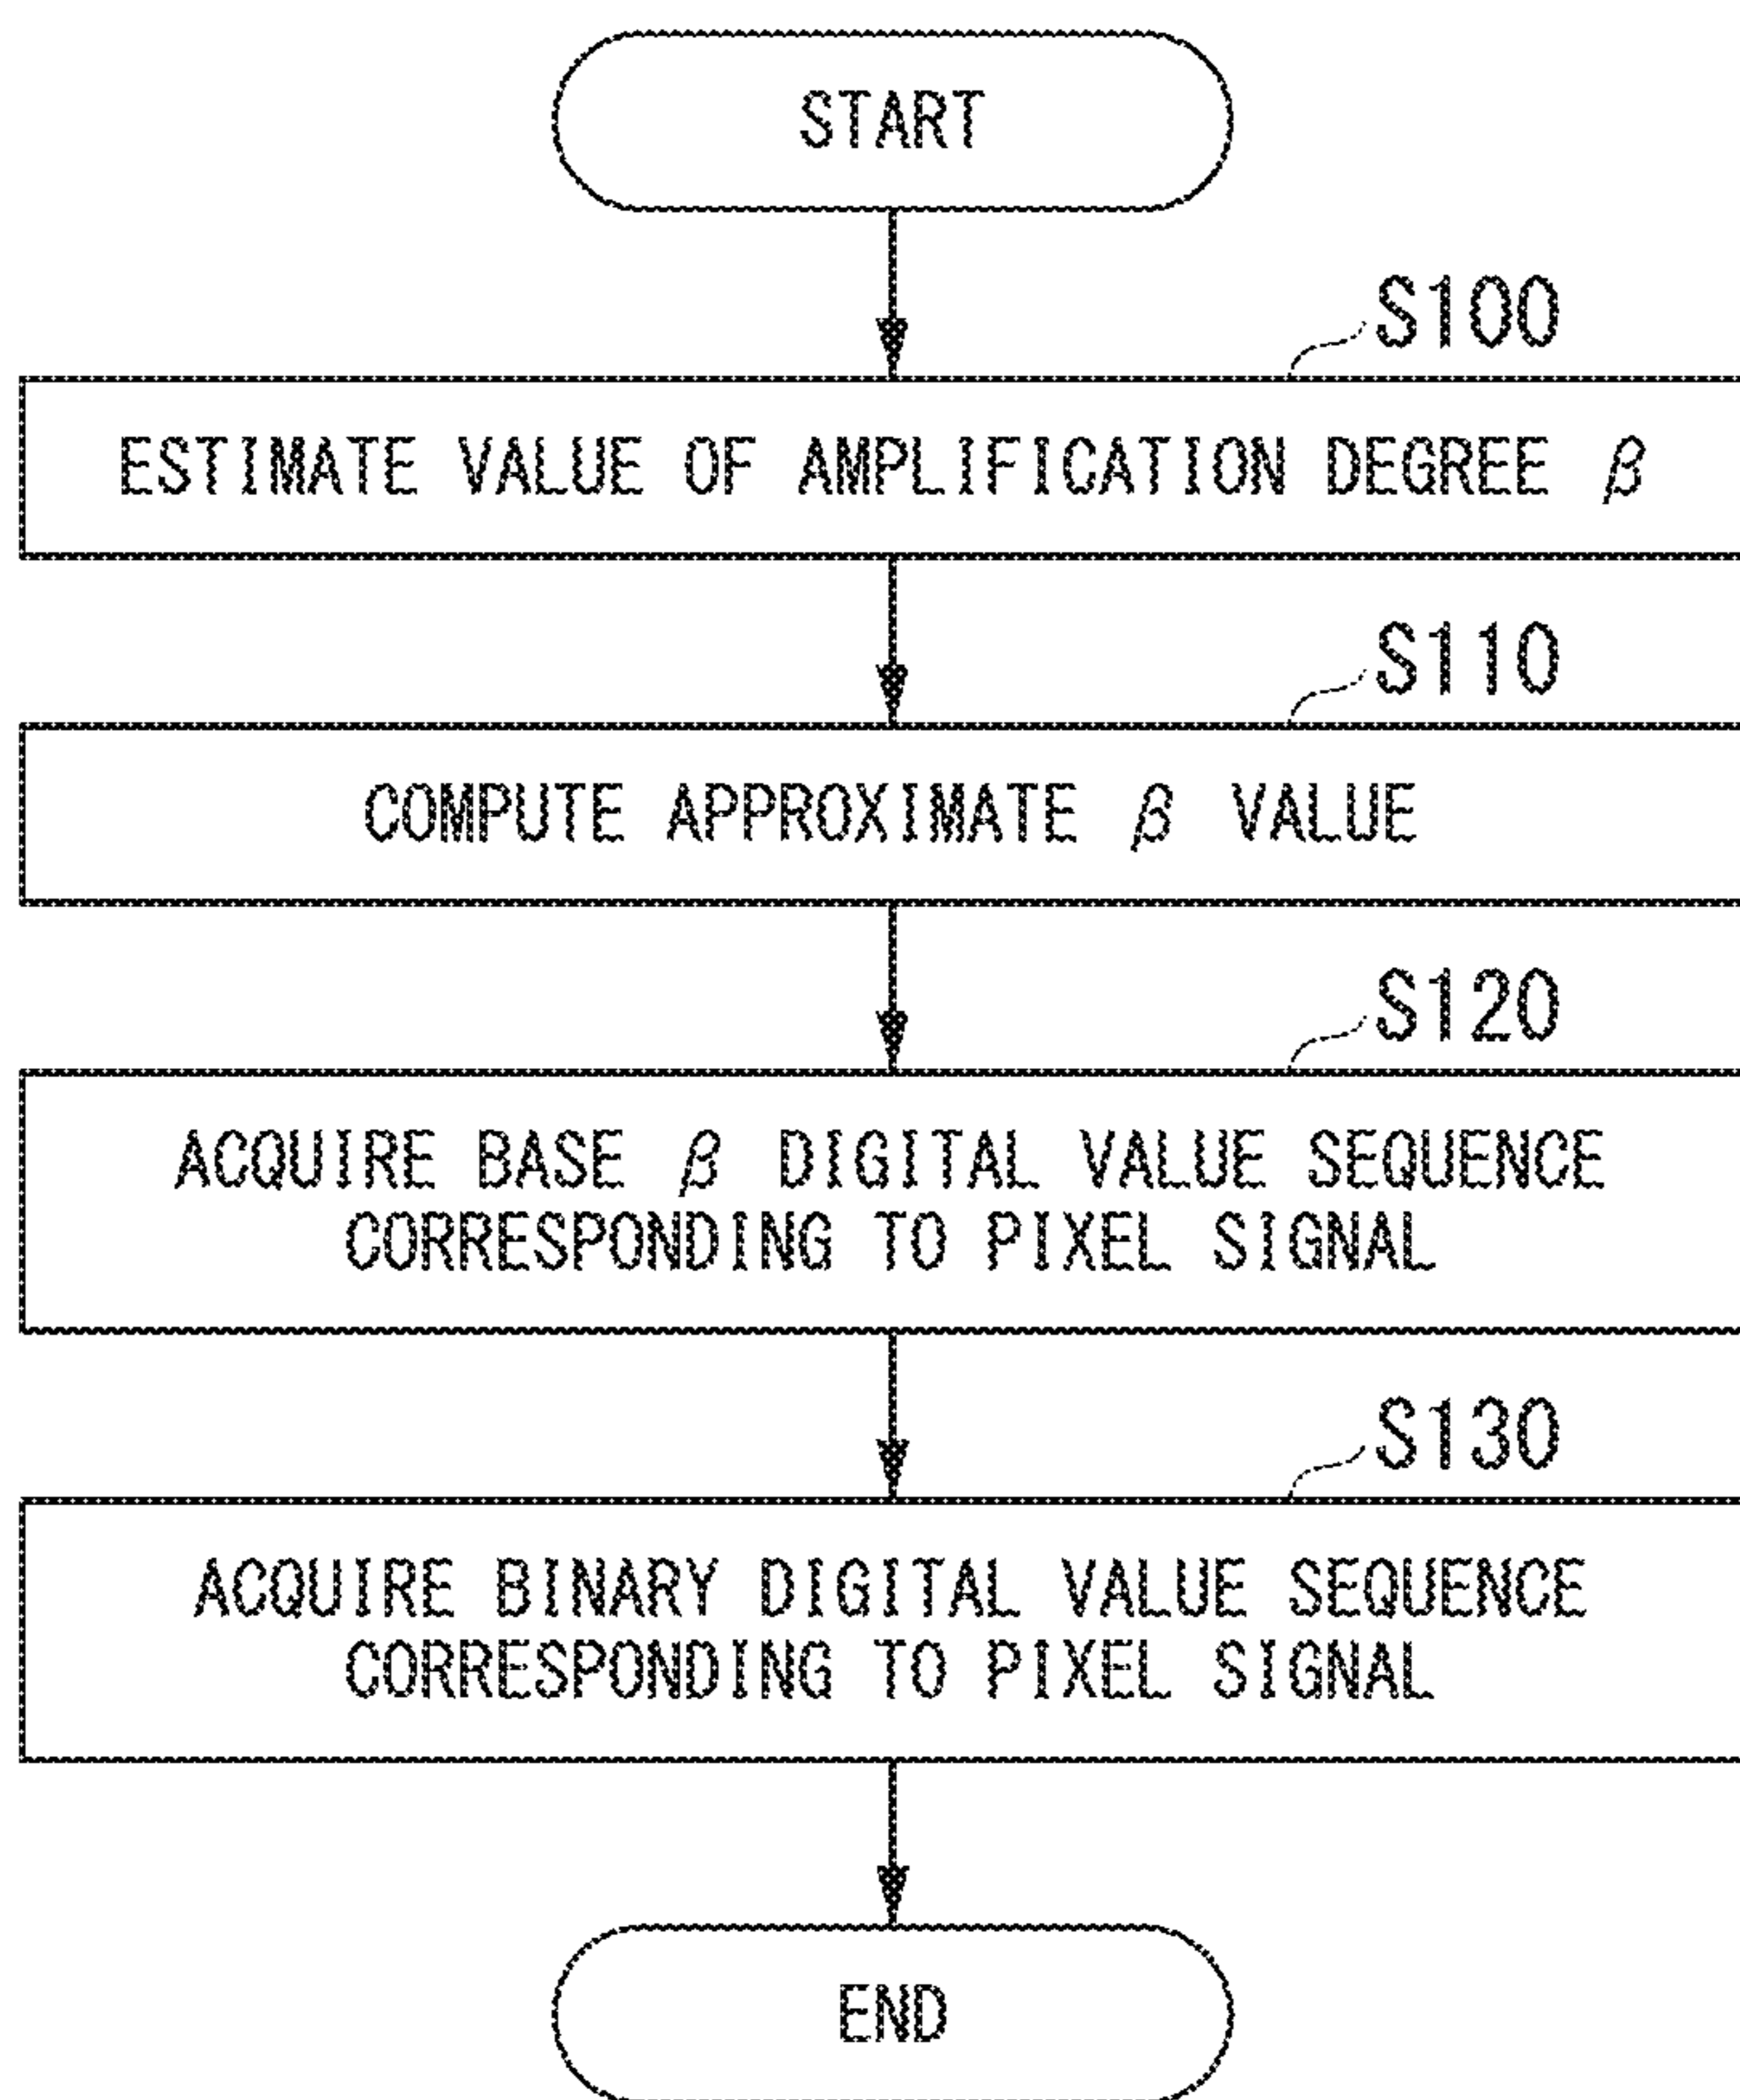 START
S100
ESTIMATE VALUE OF AMPLIFICATION DEGREE β
S110
COMPUTE APPROXIMATE β VALUE
S120
ACQUIRE BASE β DIGITAL VALUE SEQUENCE
CORRESPONDING TO PIXEL SIGNAL
S130
ACQUIRE BINARY DIGITAL VALUE SEQUENCE
CORRESPONDING TO PIXEL SIGNAL
END